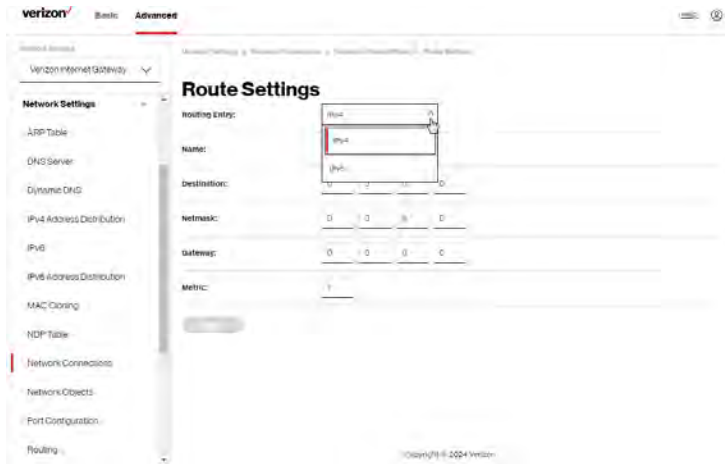 verizon
Basic Advanced
Verizon Internet Gateway
Network Settings
ARP Table
DNS Server
Dynamic DNS
IPv4 Address Distribution
IPv6
IPv6 Address Distribution
MAC Cloning
NDP Table
Network Connections
Network Objects
Port Configuration
Routing
Route Settings
Routing Entry: IPv4
IPv4
IPv6
Name:
Destination: 0 0 0 0
Netmask: 0 0 0 0
Gateway: 0 0 0 0
Metric: 1
Copyright © 2024 Verizon